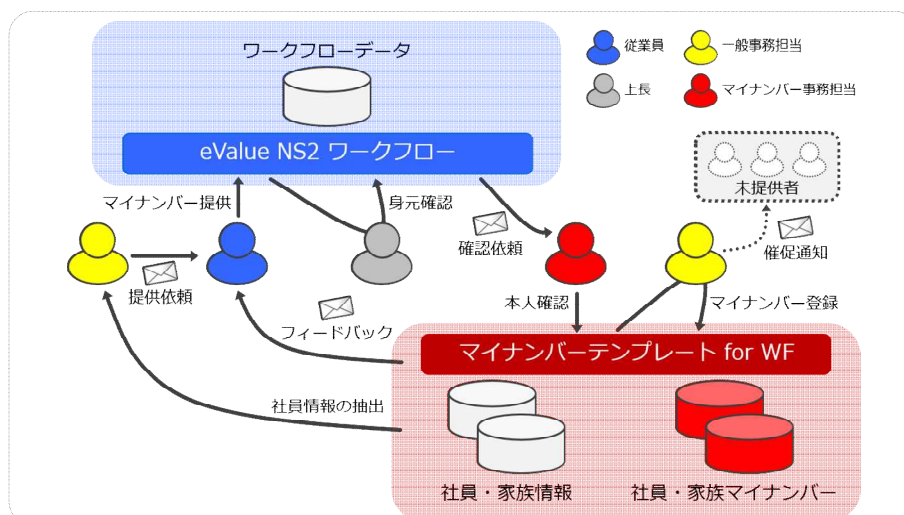 ワークフローデータ
従業員
一般事務担当
上長
マイナンバー事務担当
eValue NS2 ワークフロー
未提供者
マイナンバー提供
身元確認
確認依頼
催促通知
提供依頼
本人確認
マイナンバー登録
フィードバック
マイナンバーテンプレート for WF
社員情報の抽出
社員・家族情報
社員・家族マイナンバー